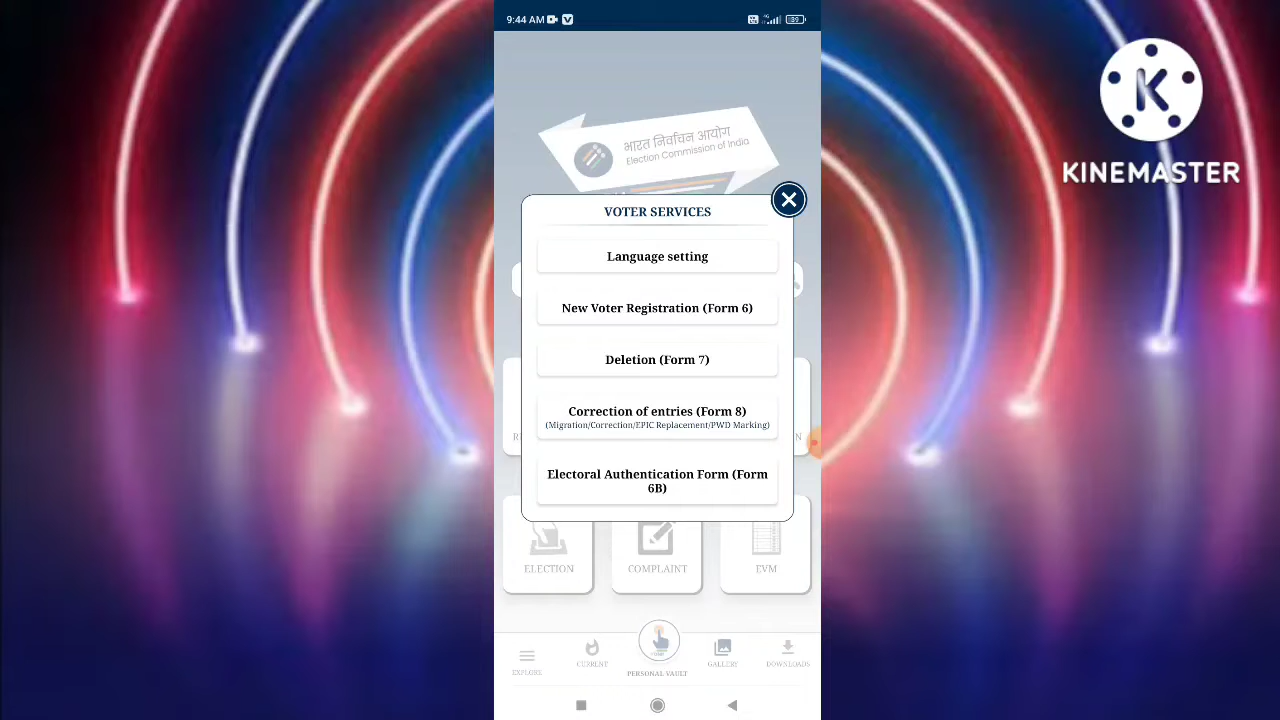 9:44 AM
89
भारत निर्वाचन आयोग
Election Commission of India
VOTER SERVICES
Language setting
New Voter Registration (Form 6)
Deletion (Form 7)
Correction of entries (Form 8)
(Migration/Correction/EPIC Replacement/PWD Marking)
Electoral Authentication Form (Form
6B)
ELECTION
COMPLAINT
EVM
EXPLORE
CURRENT
PERSONAL VAULT
GALLERY
DOWNLOADS
K
KINEMASTER